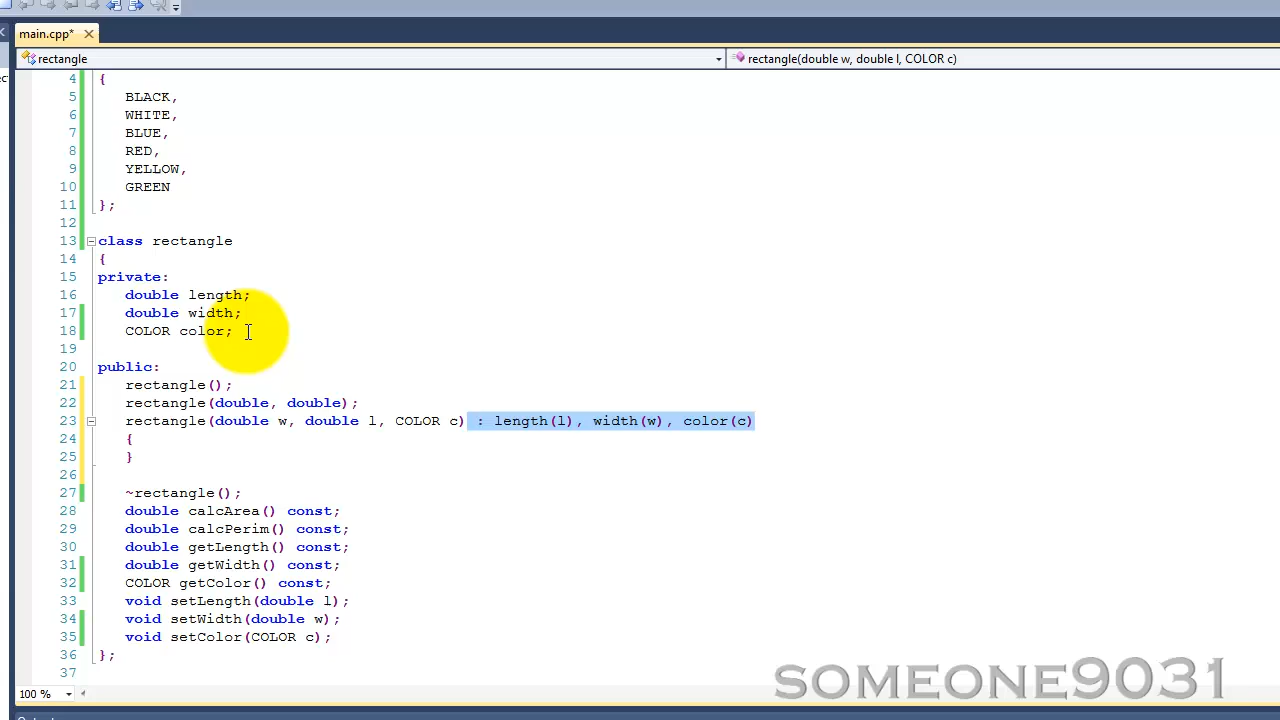 main.cpp*
rectangle
rectangle(double w, double l, COLOR c)
4 {
5 BLACK,
6 WHITE,
7 BLUE,
8 RED,
9 YELLOW,
10 GREEN
11 };
12
13 class rectangle
14 {
15 private:
16 double length;
17 double width;
18 COLOR color;
19
20 public:
21 rectangle();
22 rectangle(double, double);
23 rectangle(double w, double l, COLOR c) : length(l), width(w), color(c)
24 {
25 }
26
27 ~rectangle();
28 double calcArea() const;
29 double calcPerim() const;
30 double getLength() const;
31 double getWidth() const;
32 COLOR getColor() const;
33 void setLength(double l);
34 void setWidth(double w);
35 void setColor(COLOR c);
36 };
37
100 %
SOMEONE9031